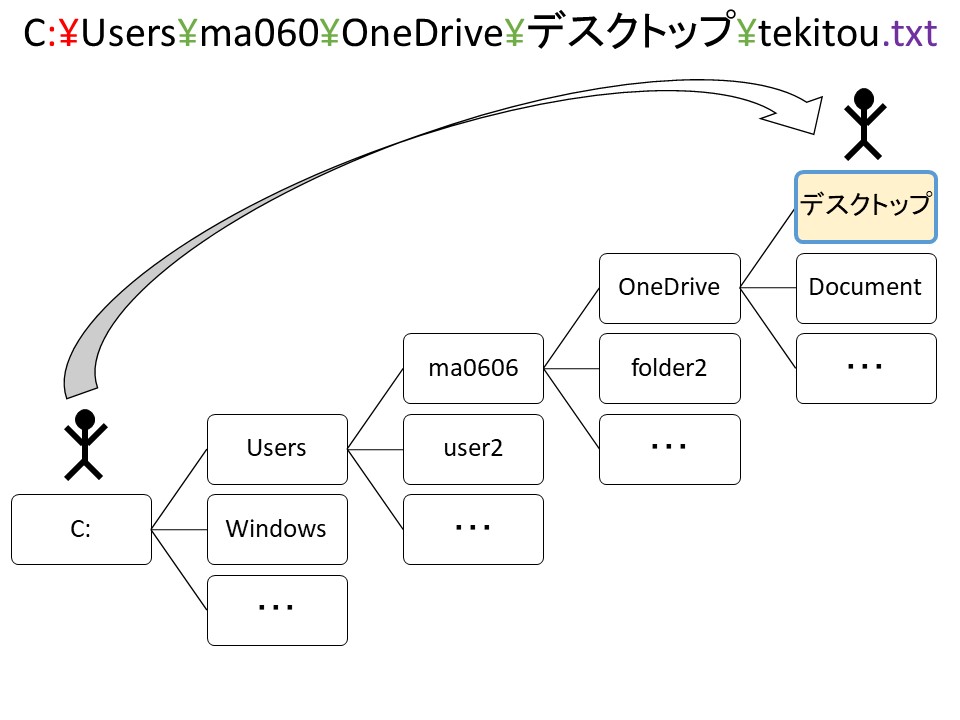 C:¥Users¥ma060¥OneDrive¥デスクトップ¥tekitou.txt
デスクトップ
OneDrive
Document
ma0606
folder2
・・・
Users
user2
・・・
C:
Windows
・・・
・・・